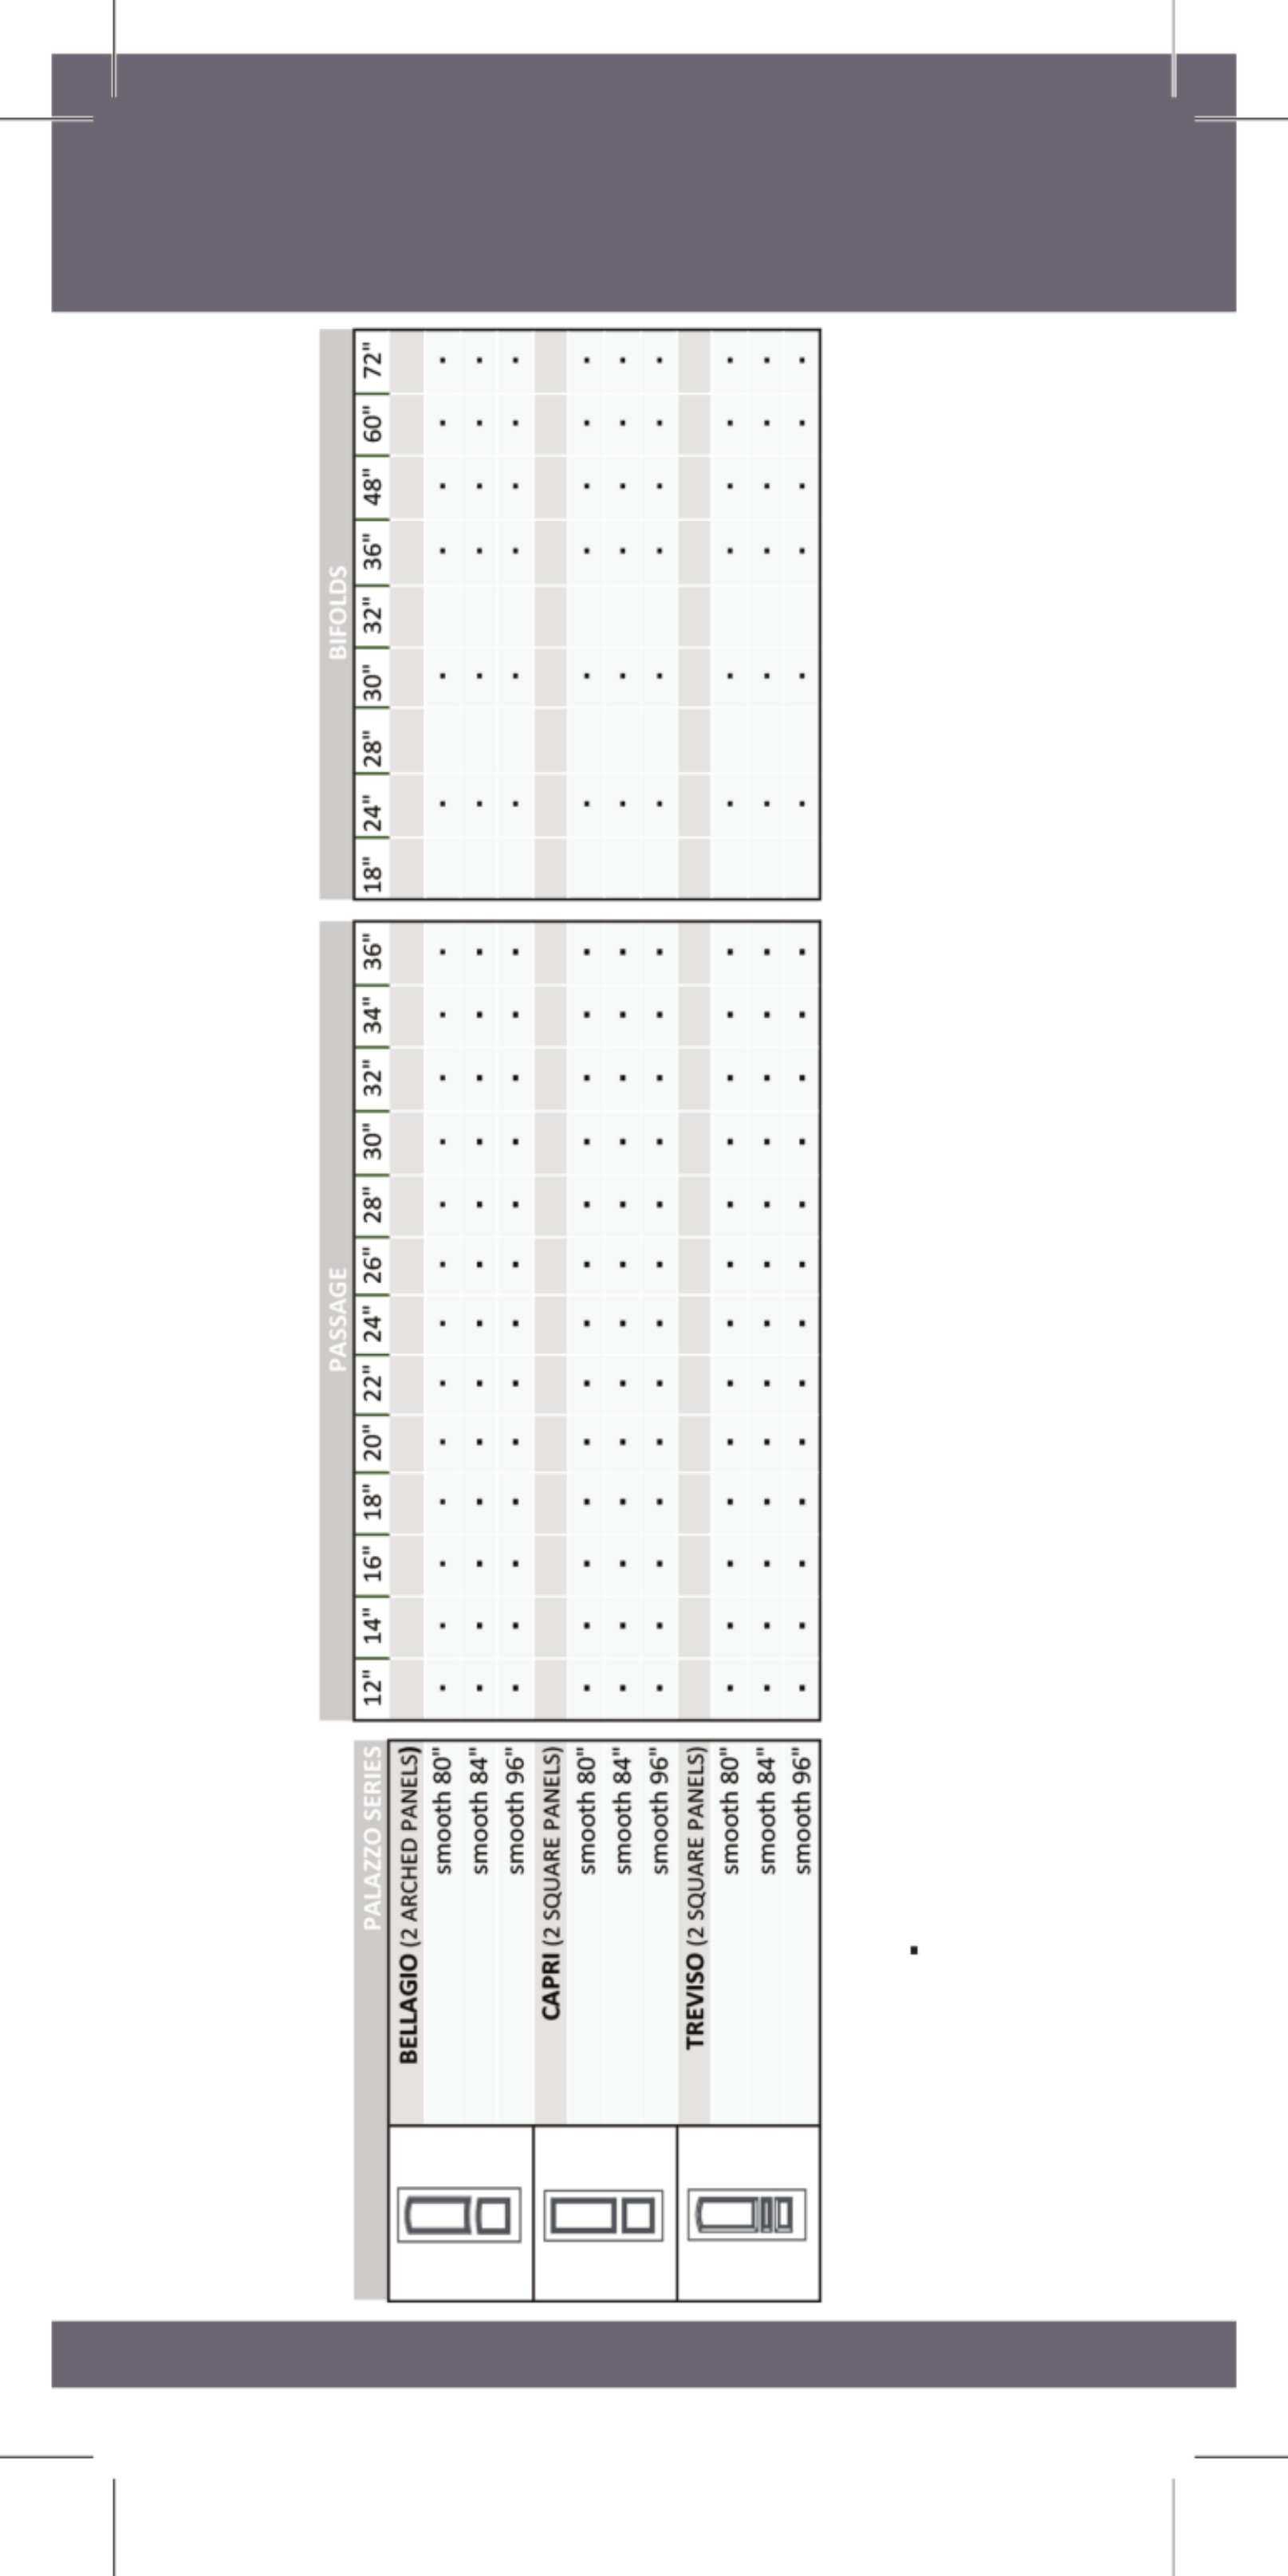 PASSAGE BIFOLDS
PALAZZO SERIES 12" 14" 16" 18" 20" 22" 24" 26" 28" 30" 32" 34" 36" 18" 24" 28" 30" 32" 36" 48" 60" 72"
BELLAGIO (2 ARCHED PANELS)
smooth 80" ▪ ▪ ▪ ▪ ▪ ▪ ▪ ▪ ▪ ▪ ▪ ▪ ▪ ▪ ▪ ▪ ▪ ▪ ▪
smooth 84" ▪ ▪ ▪ ▪ ▪ ▪ ▪ ▪ ▪ ▪ ▪ ▪ ▪ ▪ ▪ ▪ ▪ ▪ ▪
smooth 96" ▪ ▪ ▪ ▪ ▪ ▪ ▪ ▪ ▪ ▪ ▪ ▪ ▪ ▪ ▪ ▪ ▪ ▪ ▪
CAPRI (2 SQUARE PANELS)
smooth 80" ▪ ▪ ▪ ▪ ▪ ▪ ▪ ▪ ▪ ▪ ▪ ▪ ▪ ▪ ▪ ▪ ▪ ▪ ▪
smooth 84" ▪ ▪ ▪ ▪ ▪ ▪ ▪ ▪ ▪ ▪ ▪ ▪ ▪ ▪ ▪ ▪ ▪ ▪ ▪
smooth 96" ▪ ▪ ▪ ▪ ▪ ▪ ▪ ▪ ▪ ▪ ▪ ▪ ▪ ▪ ▪ ▪ ▪ ▪ ▪
TREVISO (2 SQUARE PANELS)
smooth 80" ▪ ▪ ▪ ▪ ▪ ▪ ▪ ▪ ▪ ▪ ▪ ▪ ▪ ▪ ▪ ▪ ▪ ▪ ▪
smooth 84" ▪ ▪ ▪ ▪ ▪ ▪ ▪ ▪ ▪ ▪ ▪ ▪ ▪ ▪ ▪ ▪ ▪ ▪ ▪
smooth 96" ▪ ▪ ▪ ▪ ▪ ▪ ▪ ▪ ▪ ▪ ▪ ▪ ▪ ▪ ▪ ▪ ▪ ▪ ▪
▪